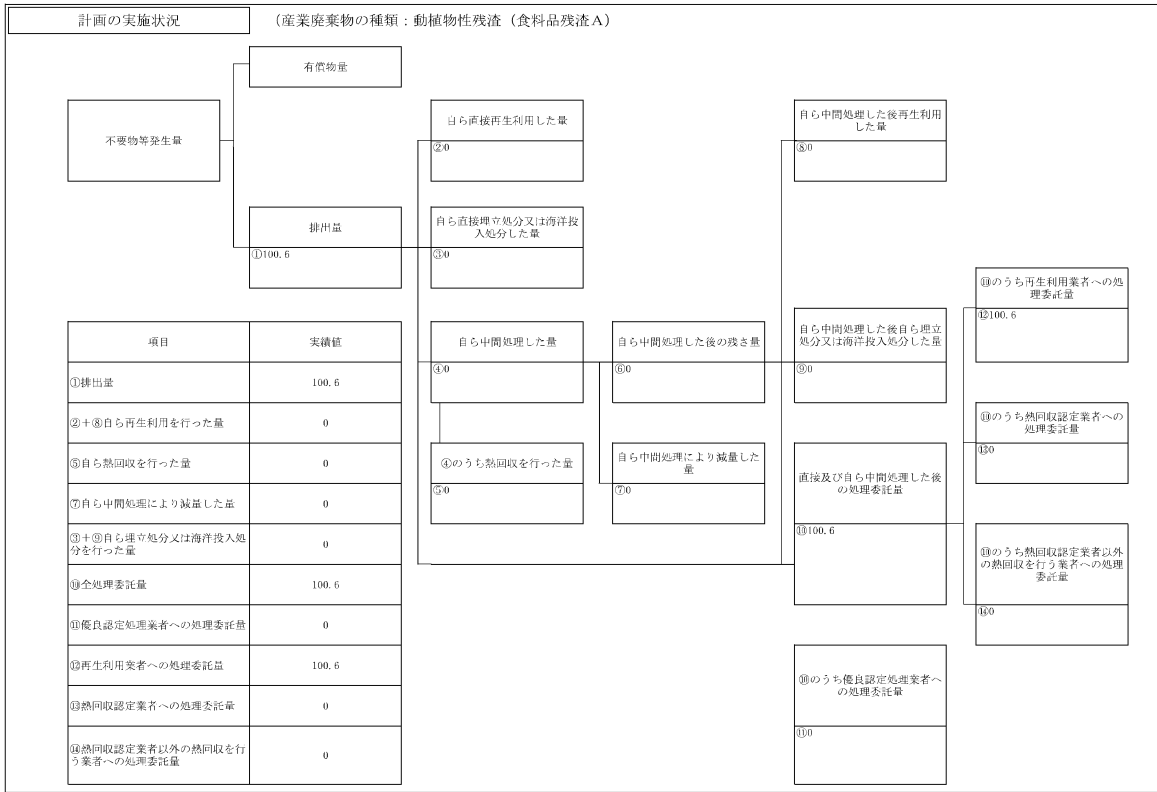 計画の実施状況
(産業廃棄物の種類：動植物性残渣（食料品残渣A）
有償物量
不要物等発生量
排出量
①100.6
自ら直接再生利用した量
②0
自ら直接埋立処分又は海洋投
入処分した量
③0
自ら中間処理した量
④0
④のうち熱回収を行った量
⑤0
自ら中間処理した後の残さ量
⑥0
自ら中間処理により減量した
量
⑦0
自ら中間処理した後再生利用
した量
⑧0
自ら中間処理した後自ら埋立
処分又は海洋投入処分した量
⑨0
直接及び自ら中間処理した後
の処理委託量
⑩100.6
⑩のうち優良認定処理業者へ
の処理委託量
⑪0
⑩のうち再生利用業者への処
理委託量
⑫100.6
⑩のうち熱回収認定業者への
処理委託量
⑬0
⑩のうち熱回収認定業者以外
の熱回収を行う業者への処理
委託量
⑭0
項目 実績値
①排出量 100.6
②＋⑧自ら再生利用を行った量 0
⑤自ら熱回収を行った量 0
⑦自ら中間処理により減量した量 0
③＋⑨自ら埋立処分又は海洋投入処
分を行った量 0
⑩全処理委託量 100.6
⑪優良認定処理業者への処理委託量 0
⑫再生利用業者への処理委託量 100.6
⑬熱回収認定業者への処理委託量 0
⑭熱回収認定業者以外の熱回収を行
う業者への処理委託量 0